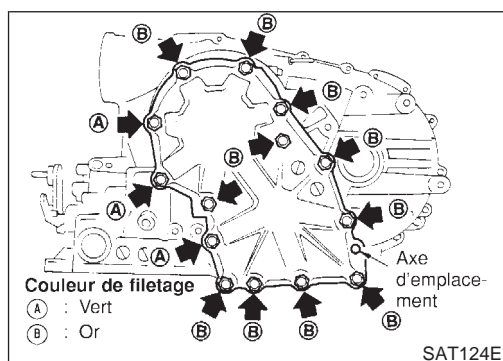 Ⓑ Ⓑ
Ⓑ
Ⓐ
Ⓑ
Ⓑ
Ⓐ
Ⓑ
Ⓐ
Axe
d'emplace-
ment
Couleur de filetage
Ⓐ : Vert
Ⓑ : Or
Ⓑ Ⓑ Ⓑ Ⓑ
SAT124E